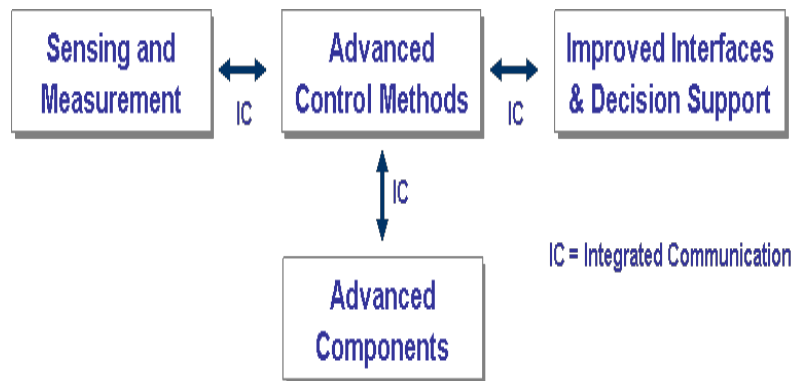 Sensing and
Measurement
IC
Advanced
Control Methods
IC
Improved Interfaces
& Decision Support
IC
Advanced
Components
IC = Integrated Communication